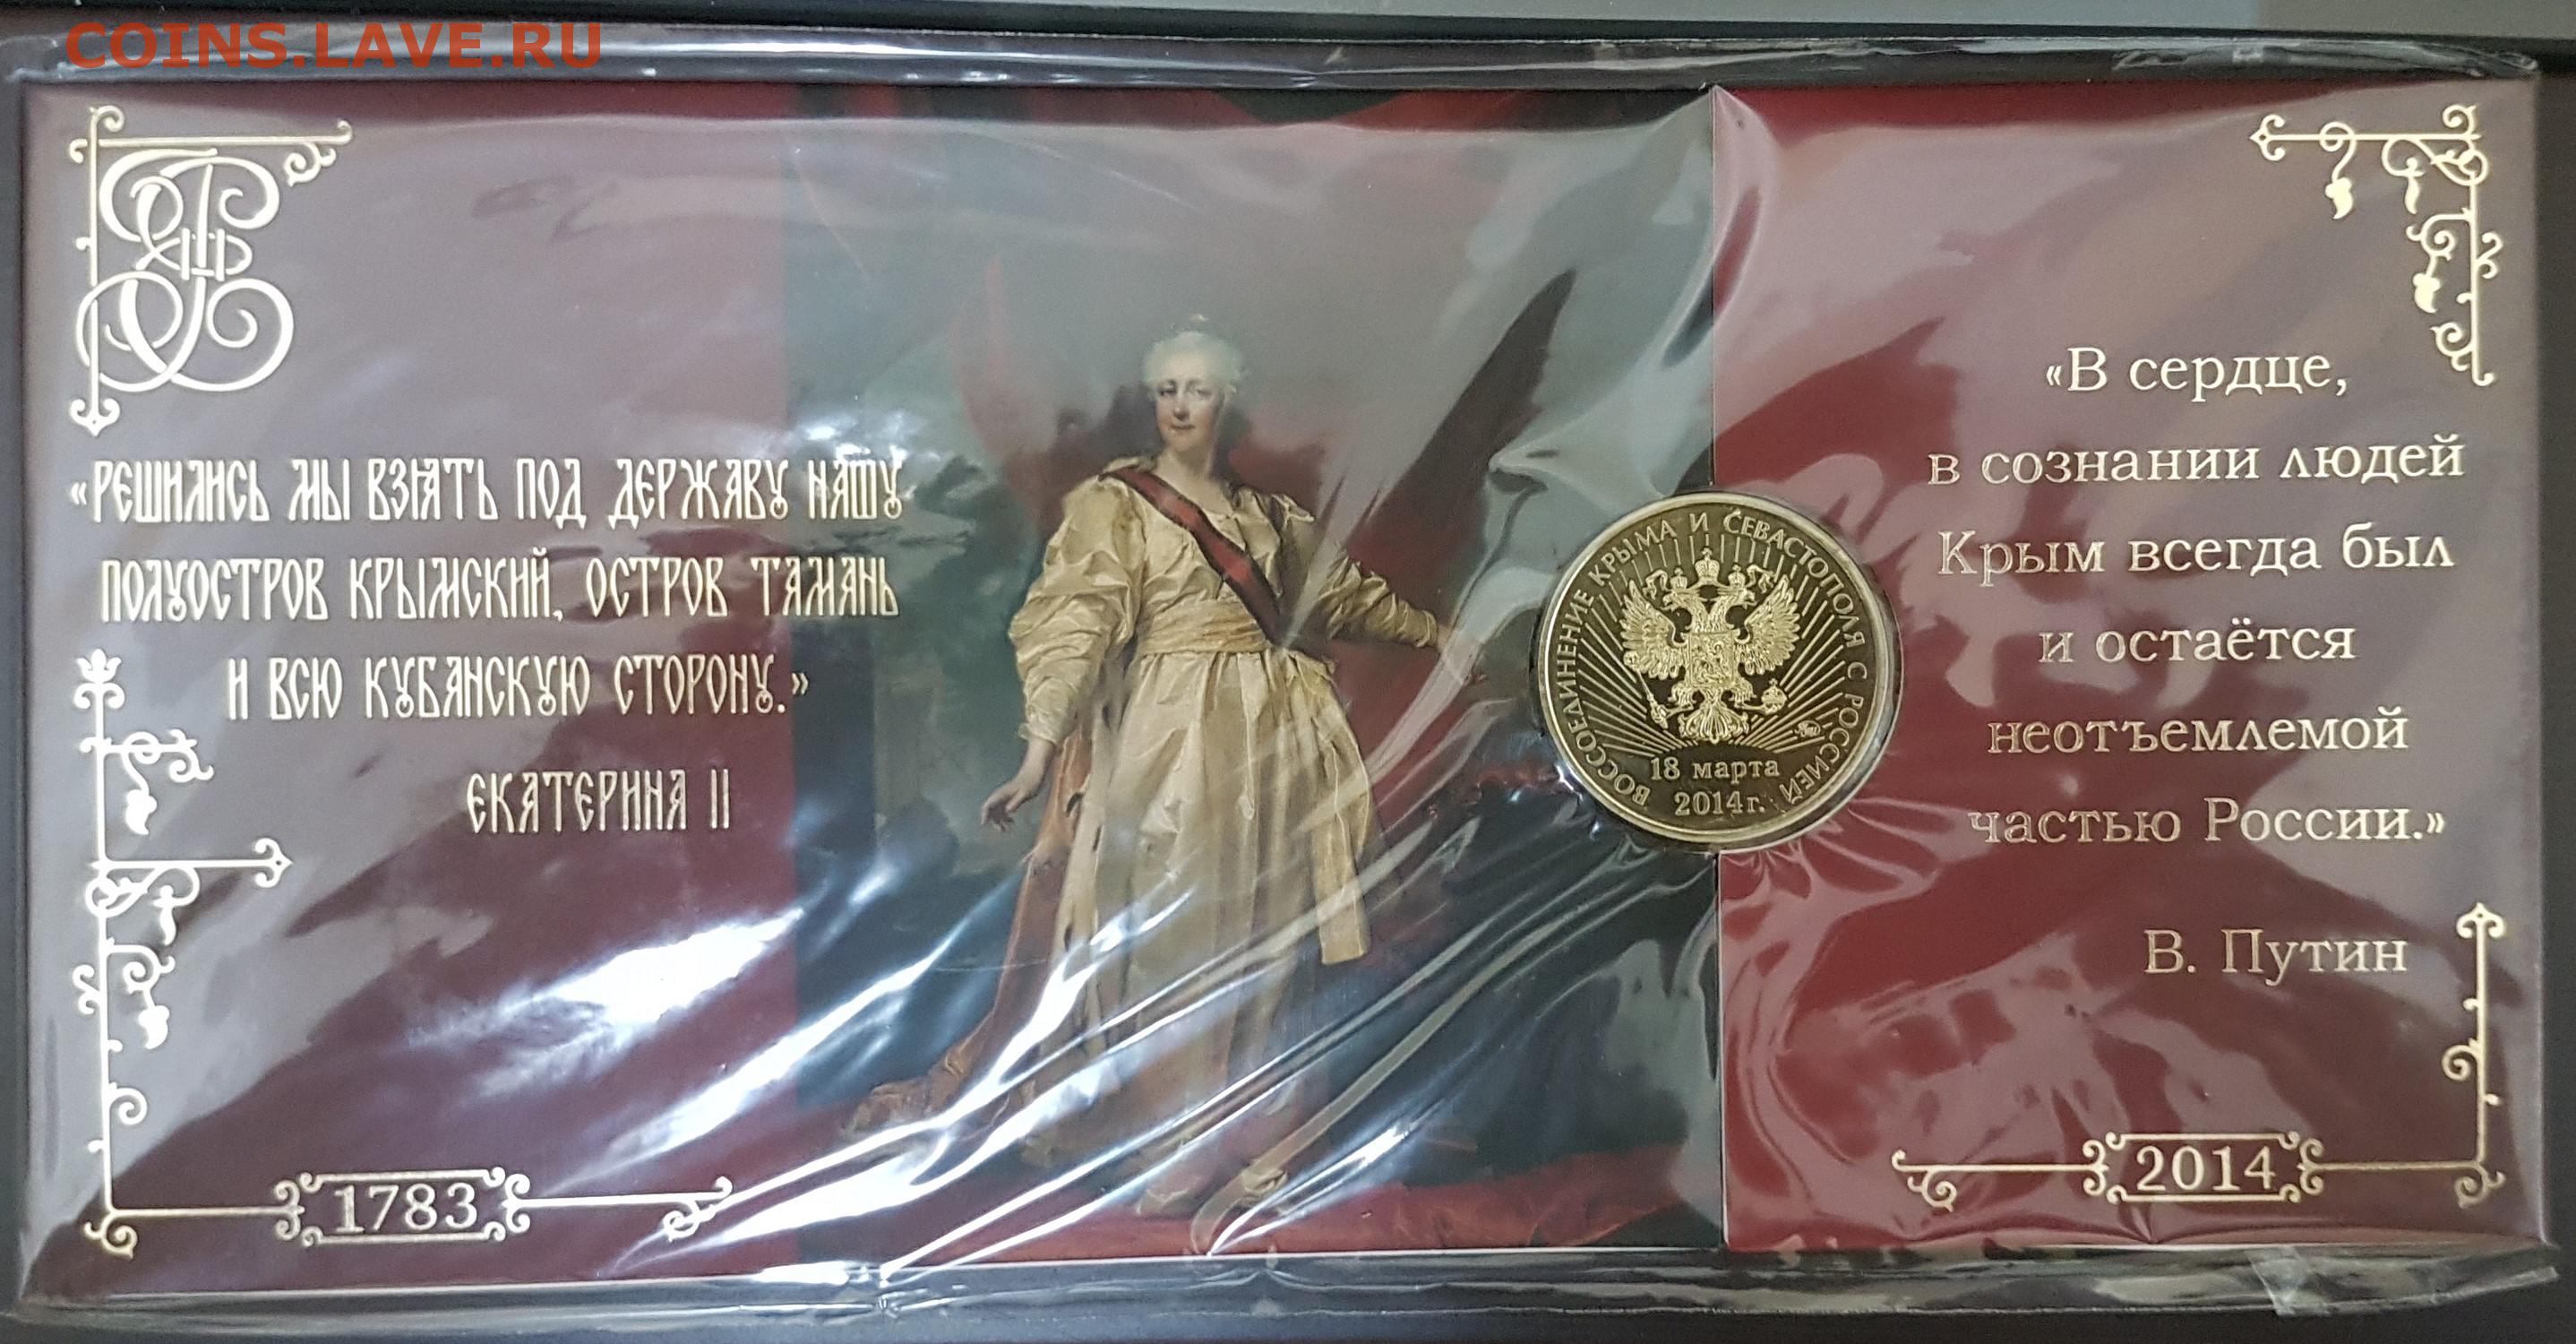 COINS.LAVE.RU
«РЕШИЛИСЬ МЫ ВЗЯТЬ ПОД ДЕРЖАВУ НАШУ
ПОЛУОСТРОВ КРЫМСКИЙ, ОСТРОВ ТАМАНЬ
И ВСЮ КУБАНСКУЮ СТОРОНУ.»
ЕКАТЕРИНА II
1783
ВОССОЕДИНЕНИЕ КРЫМА И СЕВАСТОПОЛЯ С РОССИЕЙ
18 марта
2014г.
«В сердце,
в сознании людей
Крым всегда был
и остаётся
неотъемлемой
частью России.»
В. Путин
2014